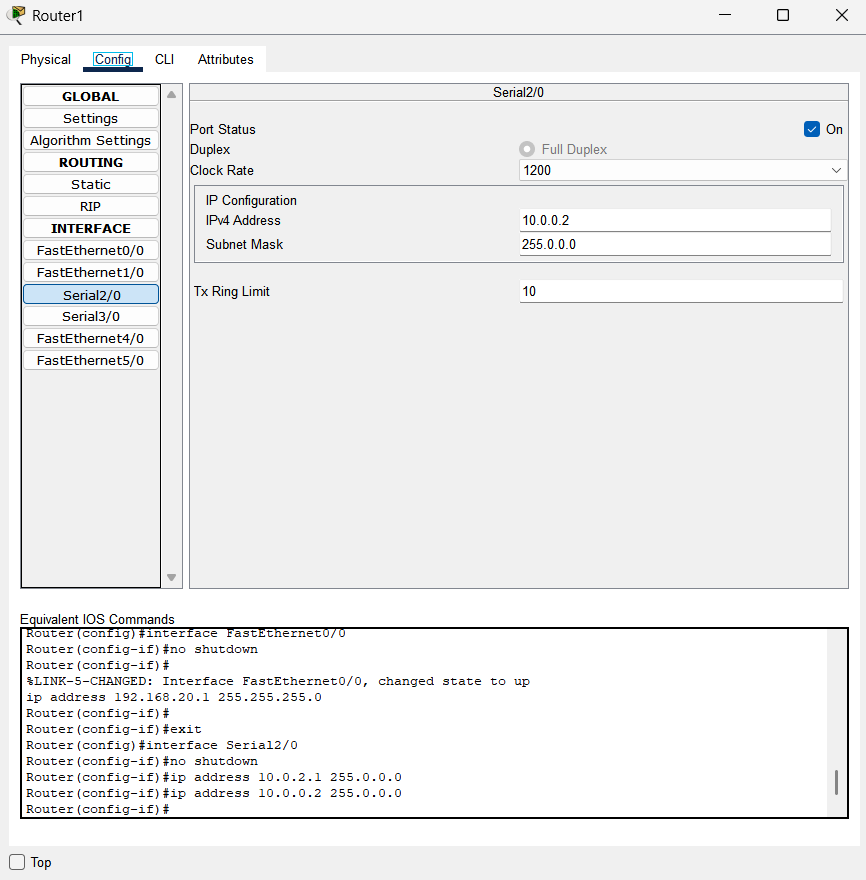 Router1
Physical Config CLI Attributes
GLOBAL
Settings
Algorithm Settings
ROUTING
Static
RIP
INTERFACE
FastEthernet0/0
FastEthernet1/0
Serial2/0
Serial3/0
FastEthernet4/0
FastEthernet5/0
Serial2/0
Port Status On
Duplex Full Duplex
Clock Rate 1200
IP Configuration
IPv4 Address 10.0.0.2
Subnet Mask 255.0.0.0
Tx Ring Limit 10
Equivalent IOS Commands
Router(config)#interface FastEthernet0/0
Router(config-if)#no shutdown
Router(config-if)#
%LINK-5-CHANGED: Interface FastEthernet0/0, changed state to up
ip address 192.168.20.1 255.255.255.0
Router(config-if)#
Router(config-if)#exit
Router(config)#interface Serial2/0
Router(config-if)#no shutdown
Router(config-if)#ip address 10.0.2.1 255.0.0.0
Router(config-if)#ip address 10.0.0.2 255.0.0.0
Router(config-if)#
Top